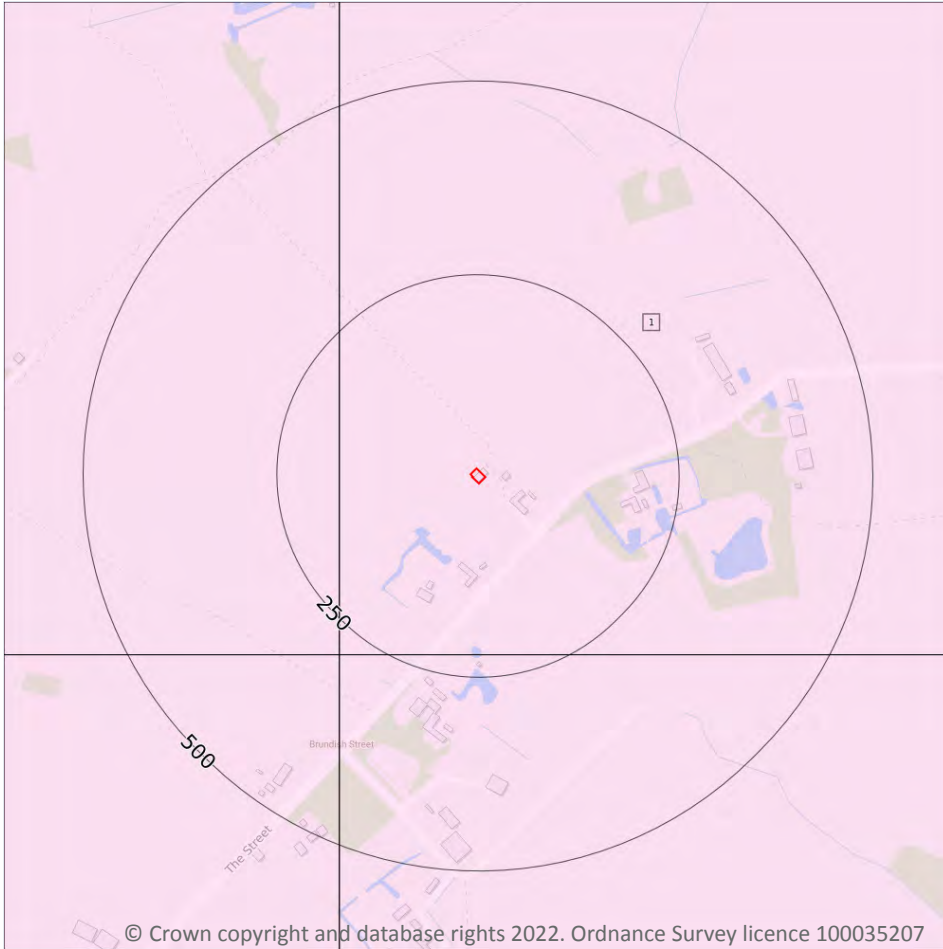 1
250
500
Brundish Street
The Street
© Crown copyright and database rights 2022. Ordnance Survey licence 100035207